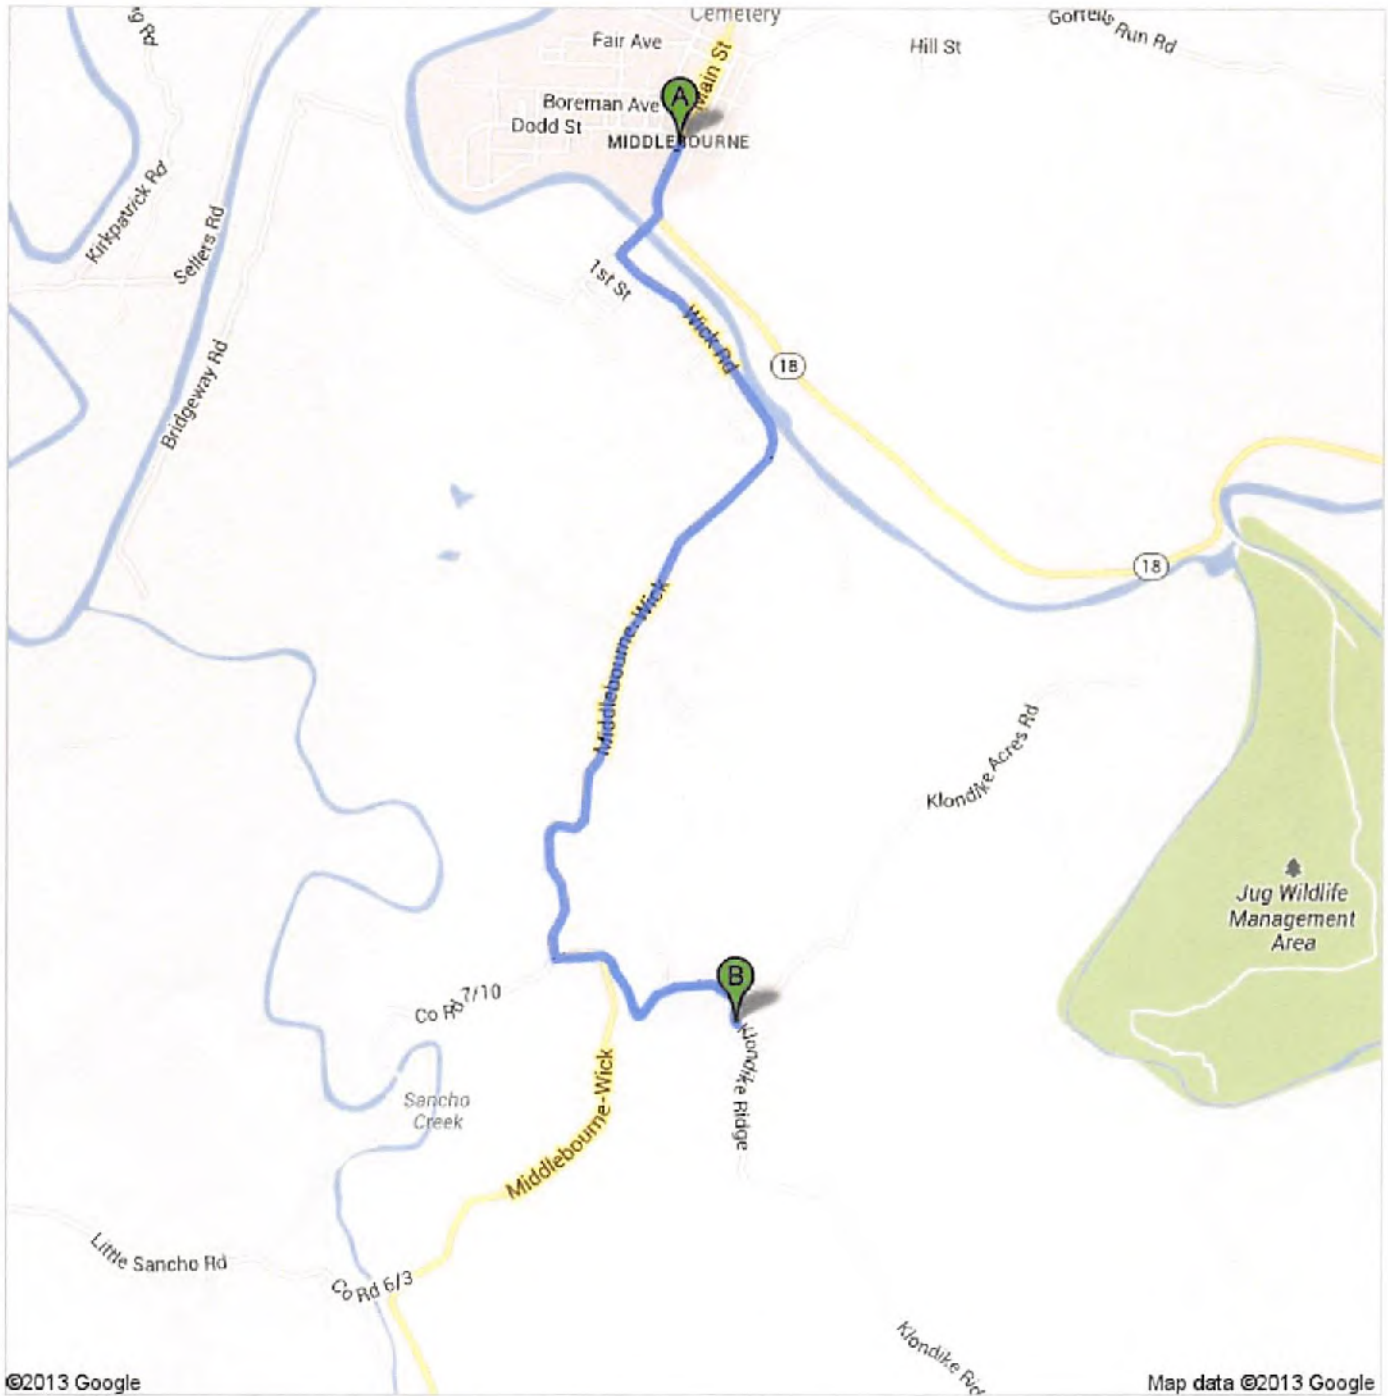 Cemetery
Gorrells Run Rd
Rd
Fair Ave
Hill St
Main St
A
Boreman Ave
Dodd St
MIDDLEBOURNE
Kirkpatrick Rd
Sellers Rd
1st St
Wick Rd
18
Bridgeway Rd
18
Middlebourne-Wick
Klondike Acres Rd
Jug Wildlife
Management
Area
B
Co Rd 7/10
Klondike Ridge
Middlebourne-Wick
Sancho
Creek
Little Sancho Rd
Co Rd 6/3
Klondike Rid
©2013 Google
Map data ©2013 Google